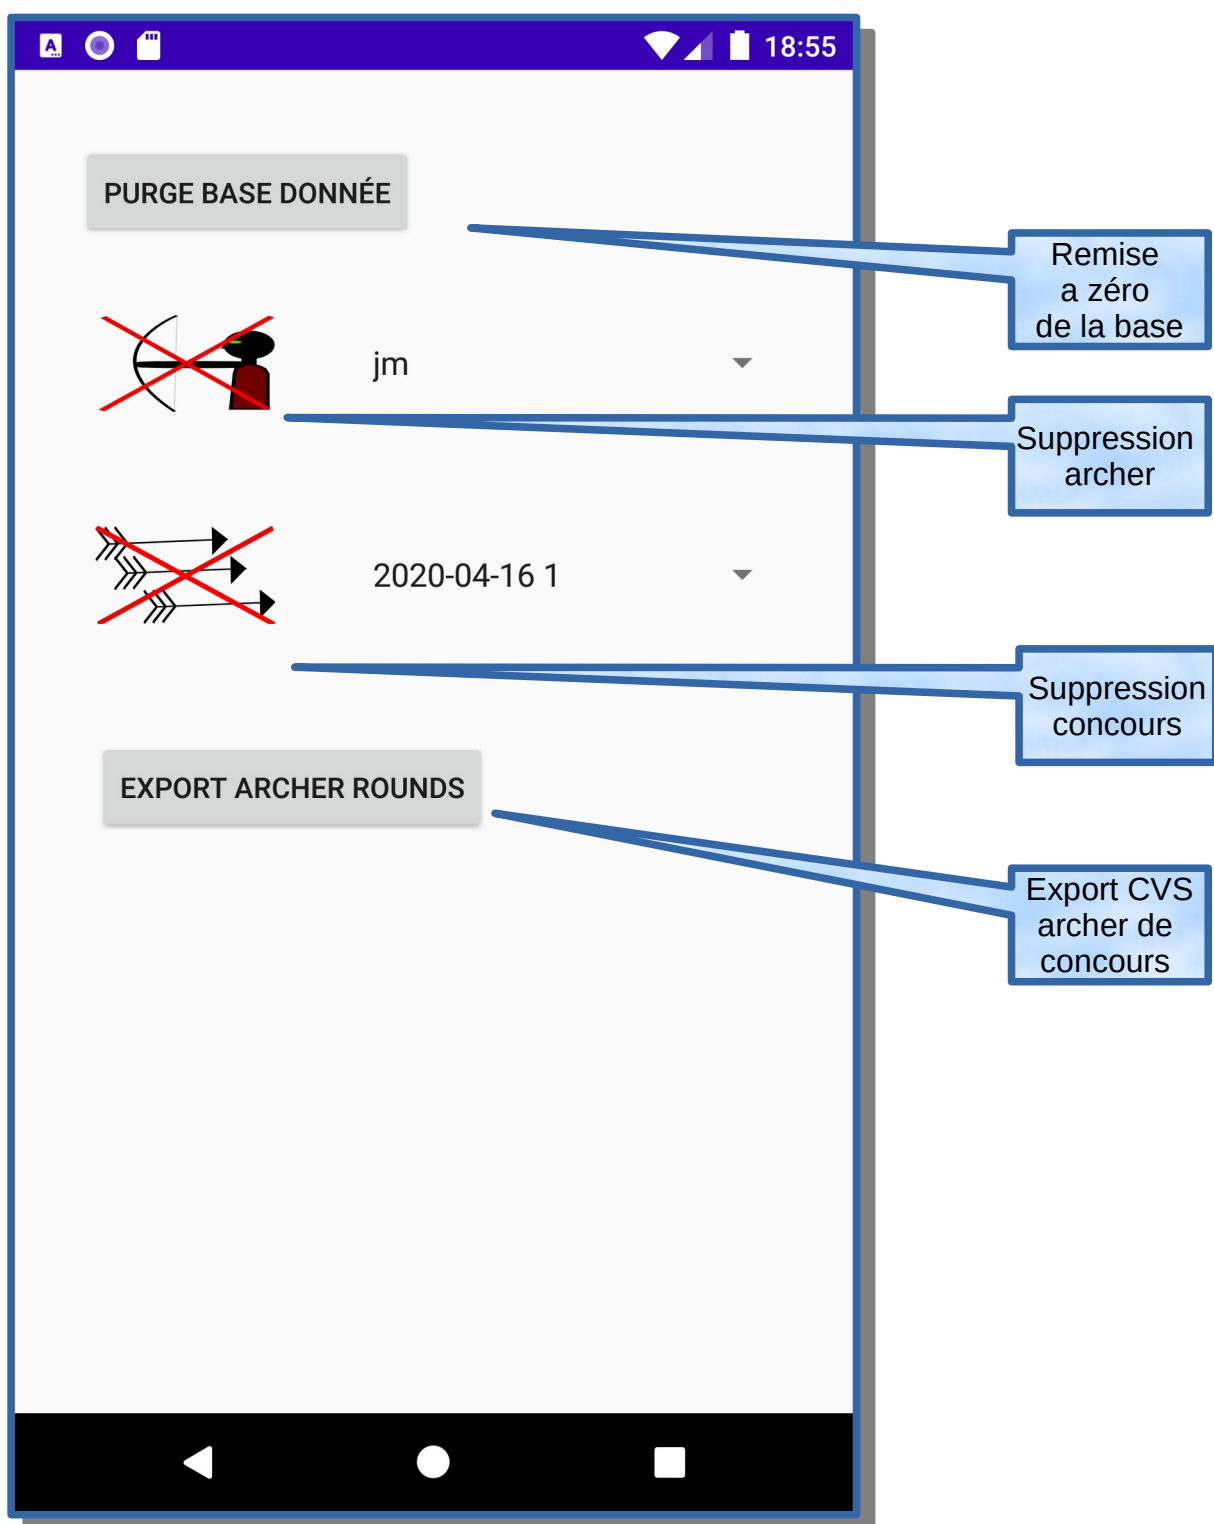 18:55
PURGE BASE DONNÉE
Remise
a zéro
de la base
jm
Suppression
archer
2020-04-16 1
Suppression
concours
EXPORT ARCHER ROUNDS
Export CVS
archer de
concours